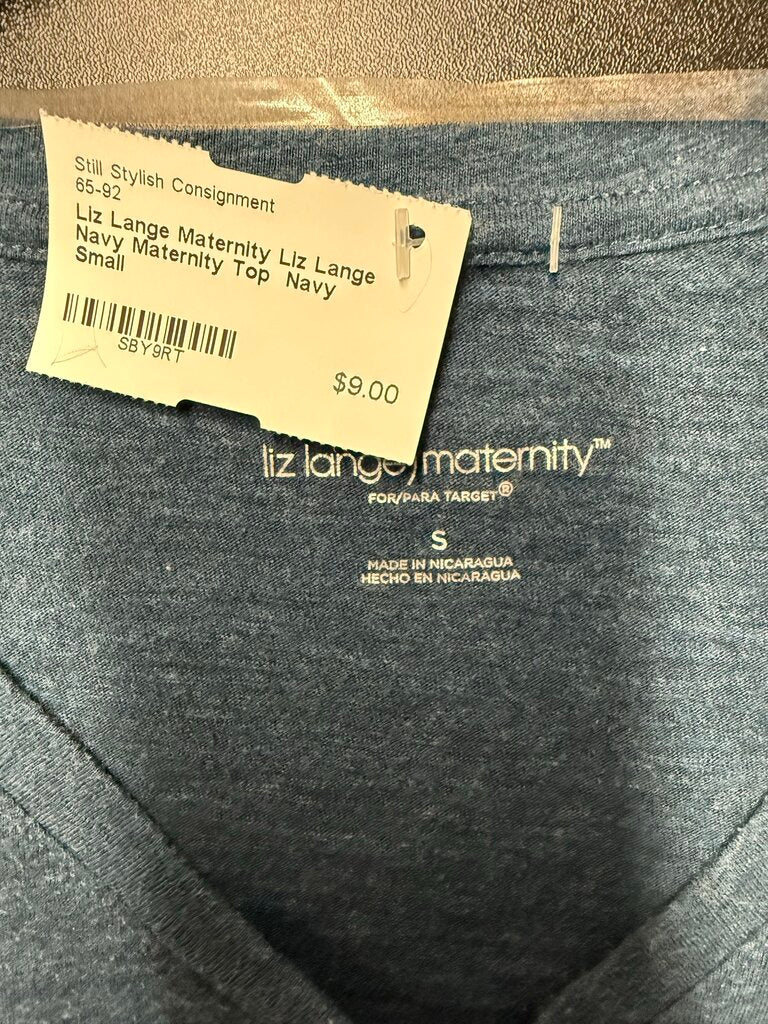 Still Stylish Consignment
65-92
Liz Lange Maternity Liz Lange
Navy Maternity Top Navy
Small
SBY9RT
$9.00
liz lange maternity™
FOR/PARA TARGET®
S
MADE IN NICARAGUA
HECHO EN NICARAGUA